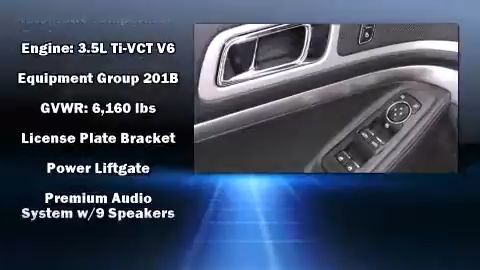 Engine: 3.5L Ti-VCT V6
Equipment Group 201B
GVWR: 6,160 lbs
License Plate Bracket
Power Liftgate
Premium Audio
System w/9 Speakers